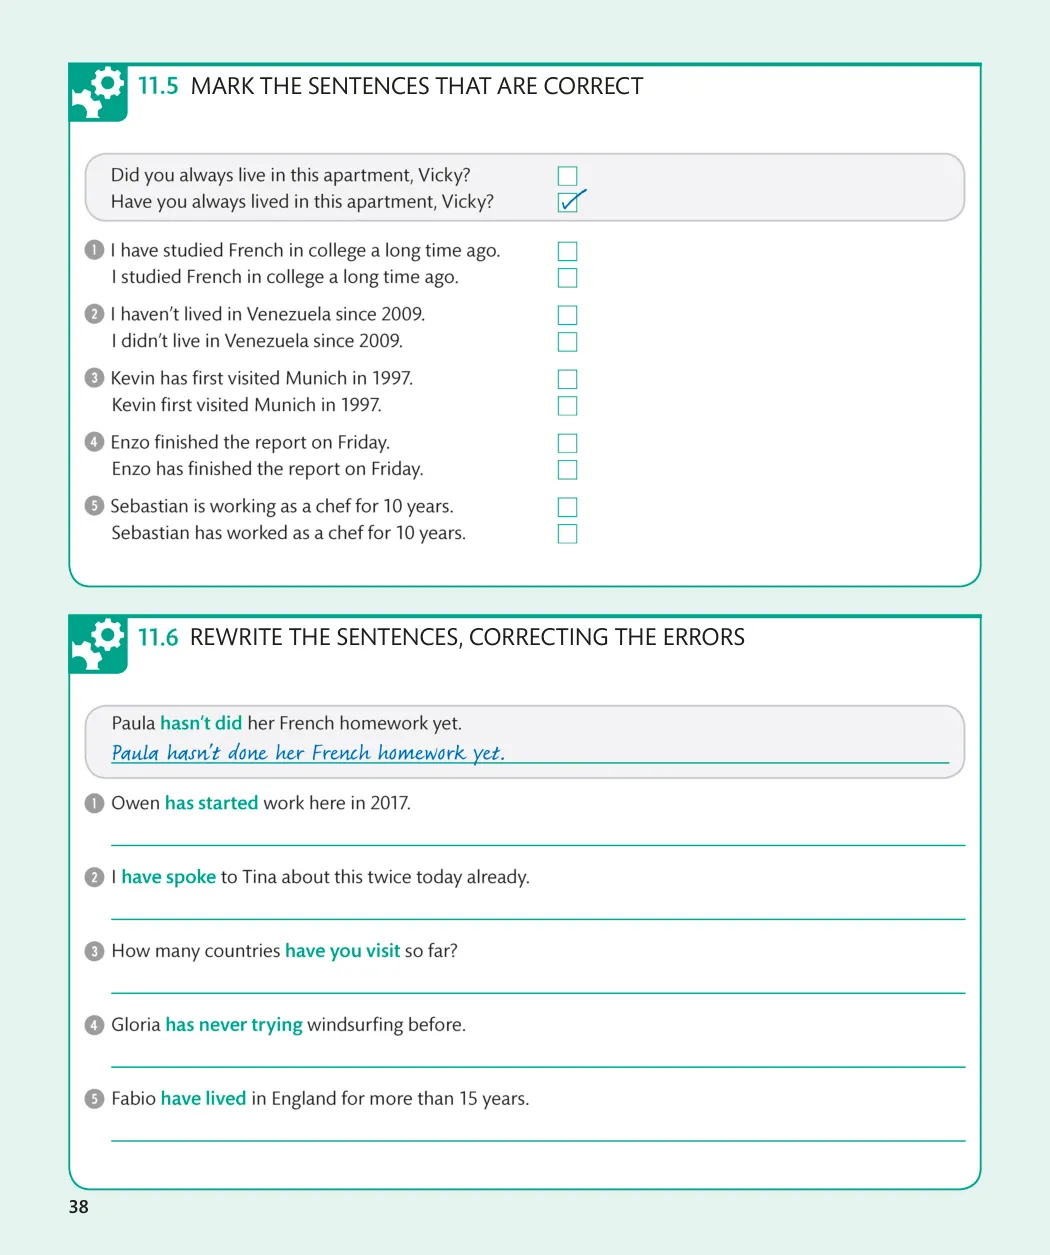 11.5 MARK THE SENTENCES THAT ARE CORRECT
Did you always live in this apartment, Vicky?
Have you always lived in this apartment, Vicky?
1 I have studied French in college a long time ago.
I studied French in college a long time ago.
2 I haven’t lived in Venezuela since 2009.
I didn’t live in Venezuela since 2009.
3 Kevin has first visited Munich in 1997.
Kevin first visited Munich in 1997.
4 Enzo finished the report on Friday.
Enzo has finished the report on Friday.
5 Sebastian is working as a chef for 10 years.
Sebastian has worked as a chef for 10 years.
11.6 REWRITE THE SENTENCES, CORRECTING THE ERRORS
Paula hasn’t did her French homework yet.
Paula hasn’t done her French homework yet.
1 Owen has started work here in 2017.
2 I have spoke to Tina about this twice today already.
3 How many countries have you visit so far?
4 Gloria has never trying windsurfing before.
5 Fabio have lived in England for more than 15 years.
38